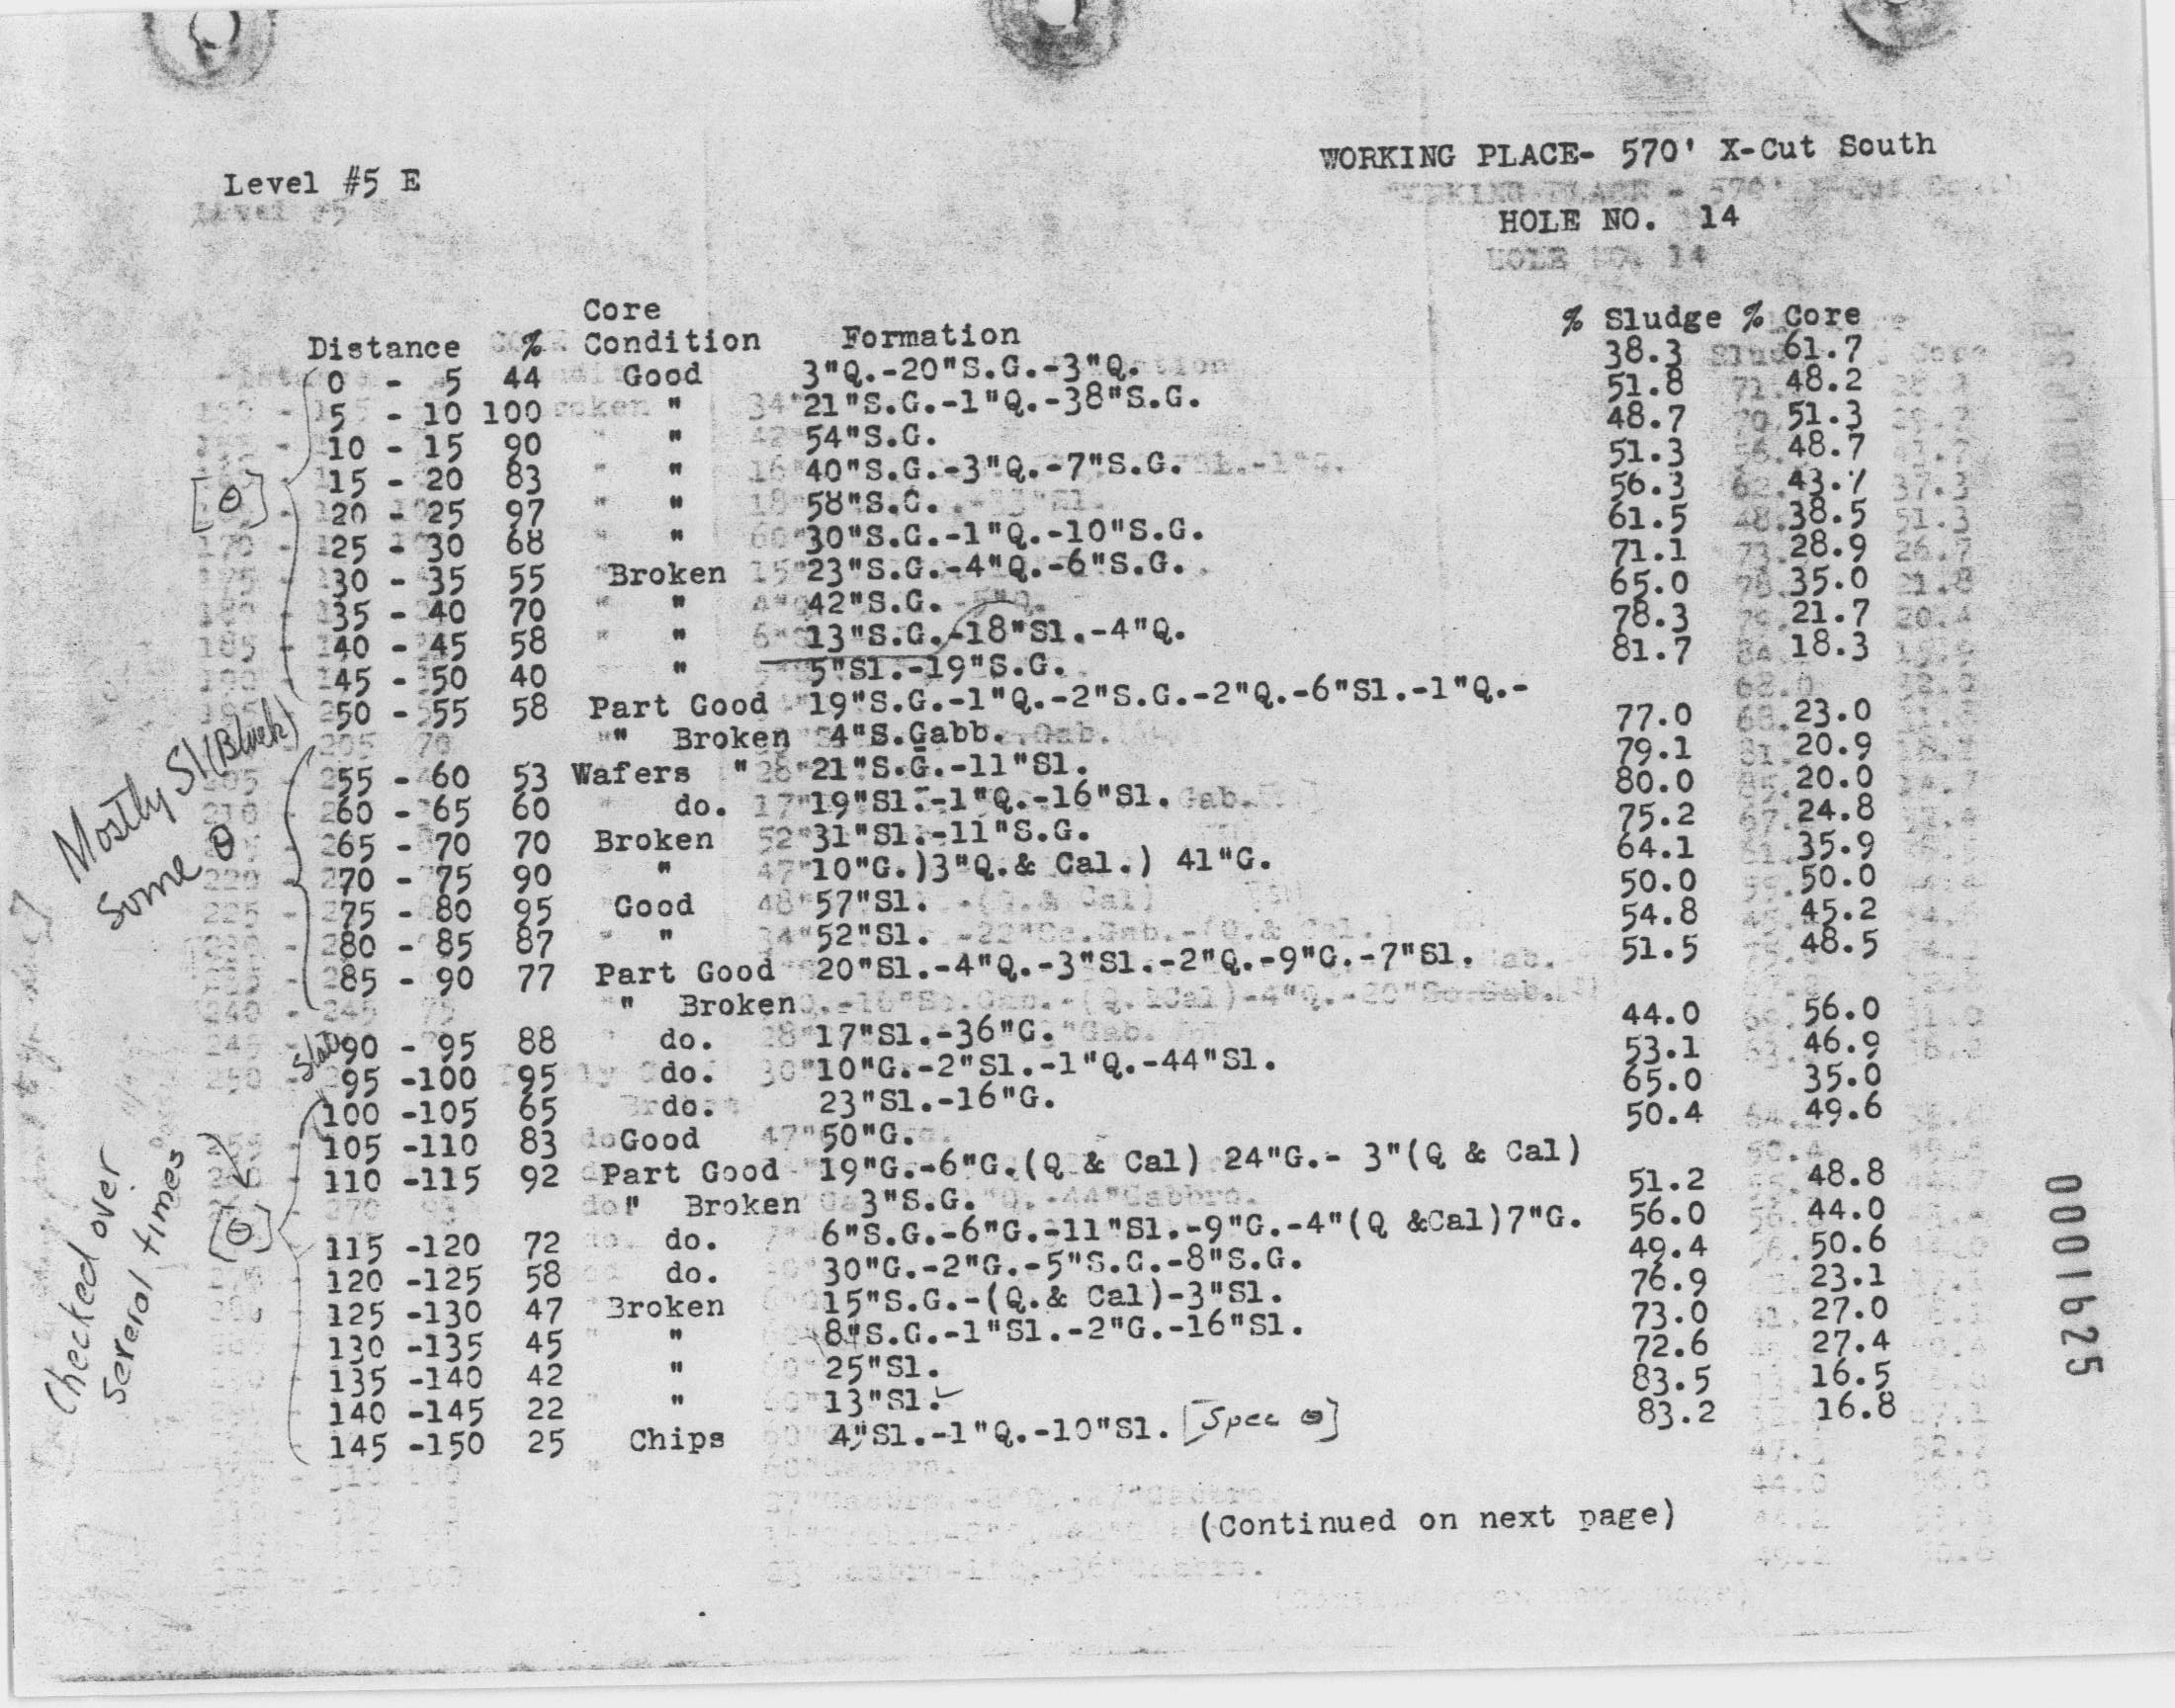 Level #5 E
WORKING PLACE- 570' X-Cut South
HOLE NO. 14
Core
Distance % Condition Formation % Sludge % Core
0 - 5 44 Good 3"Q.-20"S.G.-3"Q. 38.3 61.7
5 - 10 100 " 21"S.G.-1"Q.-38"S.G. 51.8 48.2
10 - 15 90 " 54"S.G. 48.7 51.3
15 - 20 83 " 40"S.G.-3"Q.-7"S.G. 51.3 48.7
20 - 25 97 " 58"S.G. 56.3 43.7
25 - 30 68 " 30"S.G.-1"Q.-10"S.G. 61.5 38.5
30 - 35 55 Broken 23"S.G.-4"Q.-6"S.G. 71.1 28.9
35 - 40 70 " 42"S.G. 65.0 35.0
40 - 45 58 " 13"S.G.-18"Sl.-4"Q. 78.3 21.7
45 - 50 40 " 5"Sl.-19"S.G. 81.7 18.3
50 - 55 58 Part Good 19"S.G.-1"Q.-2"S.G.-2"Q.-6"Sl.-1"Q.-
" Broken 4"S.Gabb. 77.0 23.0
55 - 60 53 Wafers " 21"S.G.-11"Sl. 79.1 20.9
60 - 65 60 do. 19"Sl.-1"Q.-16"Sl. 80.0 20.0
65 - 70 70 Broken 31"Sl.-11"S.G. 75.2 24.8
70 - 75 90 " 10"G.)3"Q.& Cal.) 41"G. 64.1 35.9
75 - 80 95 Good 57"Sl. 50.0 50.0
80 - 85 87 " 52"Sl. 54.8 45.2
85 - 90 77 Part Good 20"Sl.-4"Q.-3"Sl.-2"Q.-9"G.-7"Sl. 51.5 48.5
" Broken
90 - 95 88 do. 17"Sl.-36"G. 44.0 56.0
95 -100 95 do. 10"G.-2"Sl.-1"Q.-44"Sl. 53.1 46.9
100 -105 65 do. 23"Sl.-16"G. 65.0 35.0
105 -110 83 Good 50"G. 50.4 49.6
110 -115 92 Part Good 19"G.-6"G.(Q & Cal) 24"G.- 3"(Q & Cal)
" Broken 3"S.G. 51.2 48.8
115 -120 72 do. 6"S.G.-6"G.-11"Sl.-9"G.-4"(Q &Cal)7"G. 56.0 44.0
120 -125 58 do. 30"G.-2"G.-5"S.G.-8"S.G. 49.4 50.6
125 -130 47 Broken 15"S.G.-(Q.& Cal)-3"Sl. 76.9 23.1
130 -135 45 " 8"S.G.-1"Sl.-2"G.-16"Sl. 73.0 27.0
135 -140 42 " 25"Sl. 72.6 27.4
140 -145 22 " 13"Sl. 83.5 16.5
145 -150 25 Chips 4"Sl.-1"Q.-10"Sl. [Spec Θ] 83.2 16.8
(Continued on next page)
[Θ]
Mostly Sl (Black)
Some Θ
[Θ]
Checked over
several times
0001625